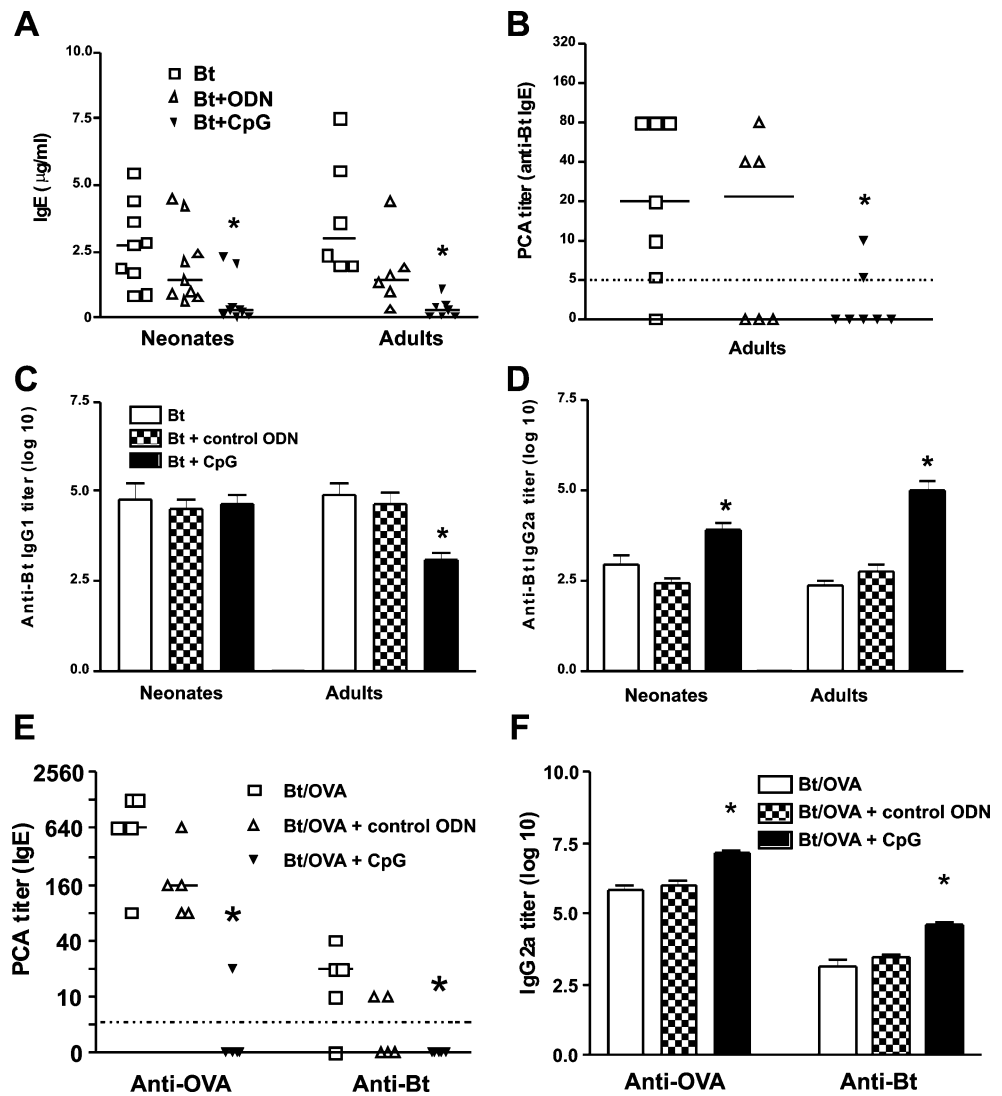 A
IgE (μg/ml)
10.0
7.5
5.0
2.5
0
Bt
Bt+ODN
Bt+CpG
*
*
Neonates
Adults
B
PCA titer (anti-Bt IgE)
320
160
80
40
20
10
5
0
*
Adults
C
Anti-Bt IgG1 titer (log 10)
7.5
5.0
2.5
0.0
Bt
Bt + control ODN
Bt + CpG
*
Neonates
Adults
D
Anti-Bt IgG2a titer (log 10)
7.5
5.0
2.5
0.0
*
*
Neonates
Adults
E
PCA titer (IgE)
2560
640
160
40
10
0
Bt/OVA
Bt/OVA + control ODN
Bt/OVA + CpG
*
*
Anti-OVA
Anti-Bt
F
IgG2a titer (log 10)
10.0
7.5
5.0
2.5
0.0
Bt/OVA
Bt/OVA + control ODN
Bt/OVA + CpG
*
*
Anti-OVA
Anti-Bt